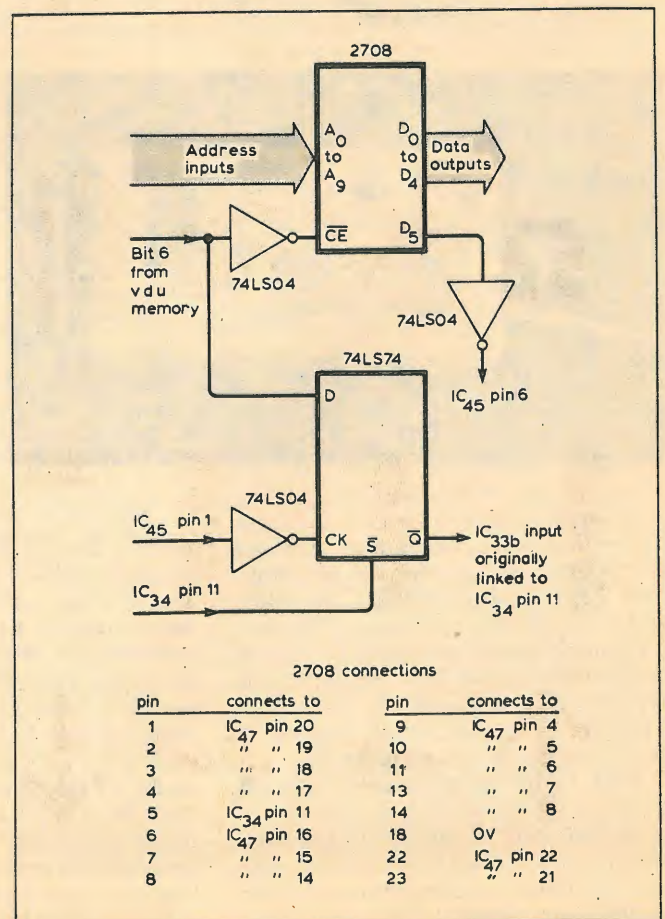 2708
Address
inputs
A0
to
A9
D0
to
D4
Data
outputs
Bit 6
from
vdu
memory
74LS04
CE
D5
74LS04
IC45 pin 6
74LS74
D
74LS04
IC45 pin 1
CK
S
Q
IC33b input
originally
linked to
IC34 pin 11
IC34 pin 11
2708 connections
pin connects to pin connects to
1 IC47 pin 20 9 IC47 pin 4
2 " " 19 10 " " 5
3 " " 18 11 " " 6
4 " " 17 13 " " 7
5 IC34 pin 11 14 " " 8
6 IC47 pin 16 18 OV
7 " " 15 22 IC47 pin 22
8 " " 14 23 " " 21